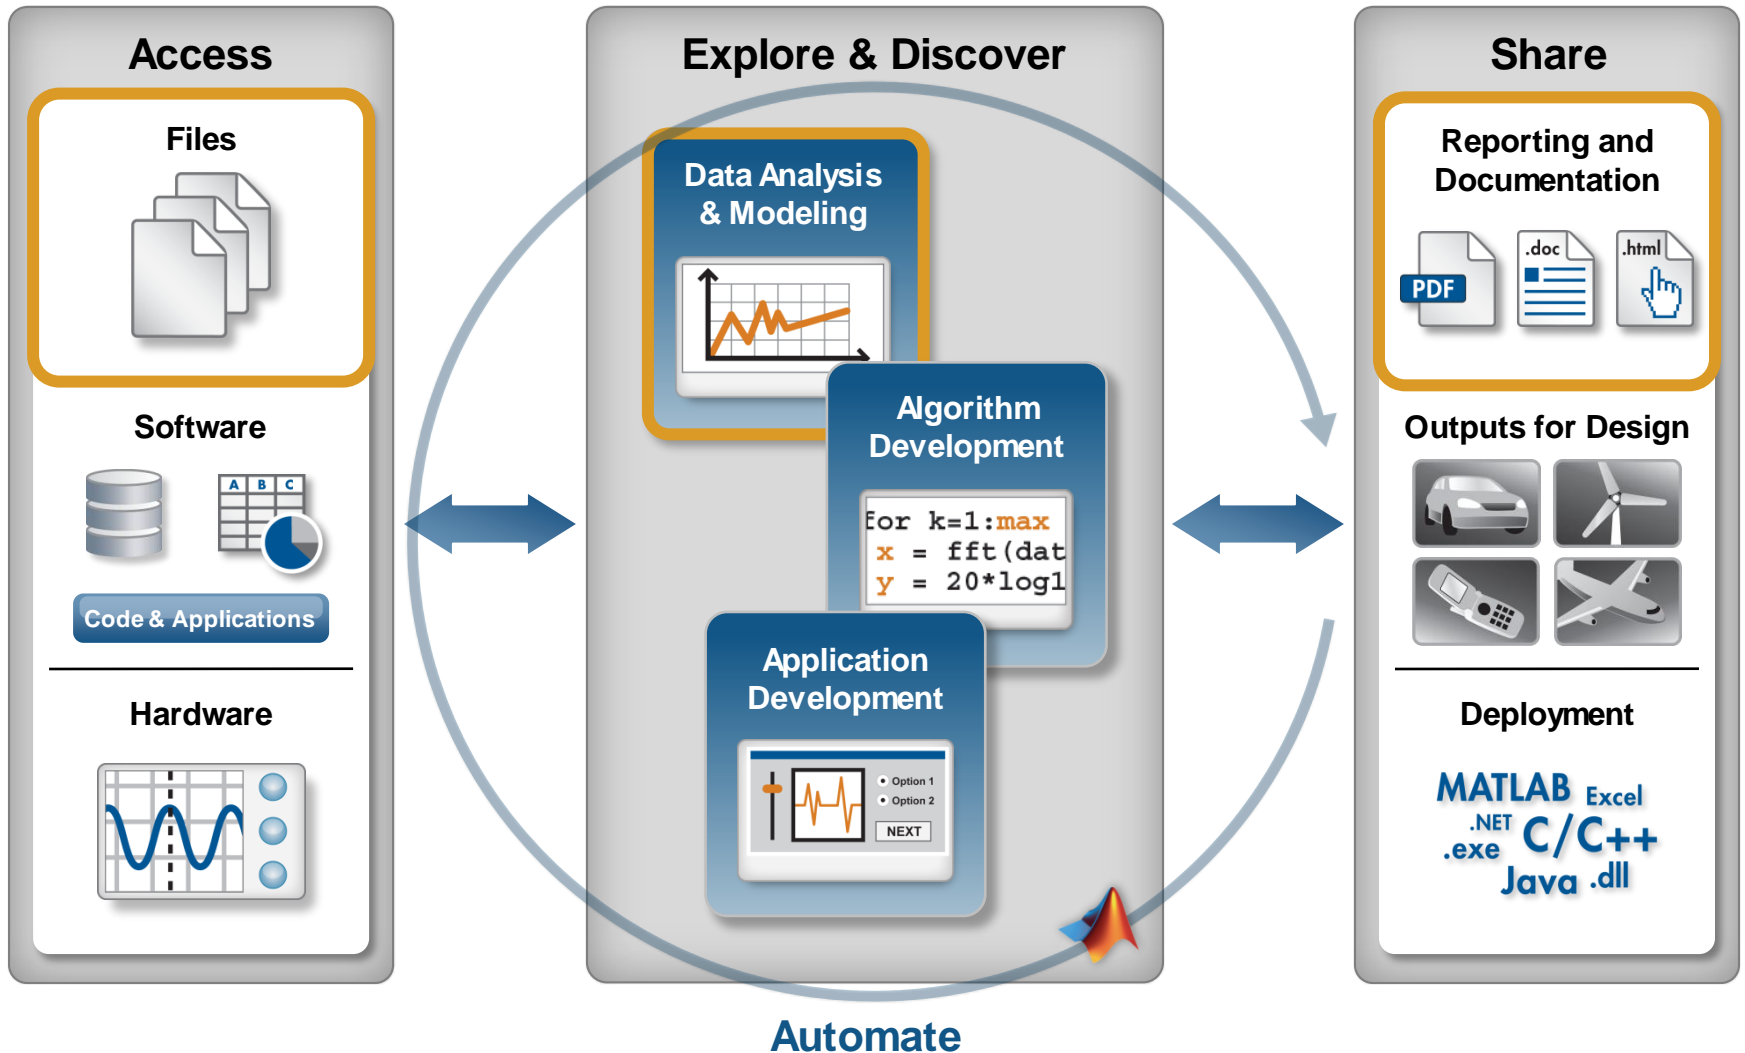 Access
Files
Software
A B C
Code & Applications
Hardware
Explore & Discover
Data Analysis
& Modeling
Algorithm
Development
for k=1:max
x = fft(dat
y = 20*log1
Application
Development
Option 1
Option 2
NEXT
Share
Reporting and
Documentation
PDF
.doc
.html
Outputs for Design
Deployment
MATLAB Excel
.NET C/C++
.exe
Java .dll
Automate